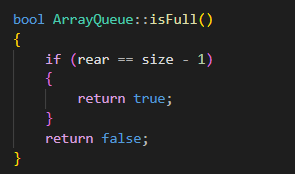 bool ArrayQueue::isFull()
{
    if (rear == size - 1)
    {
        return true;
    }
    return false;
}